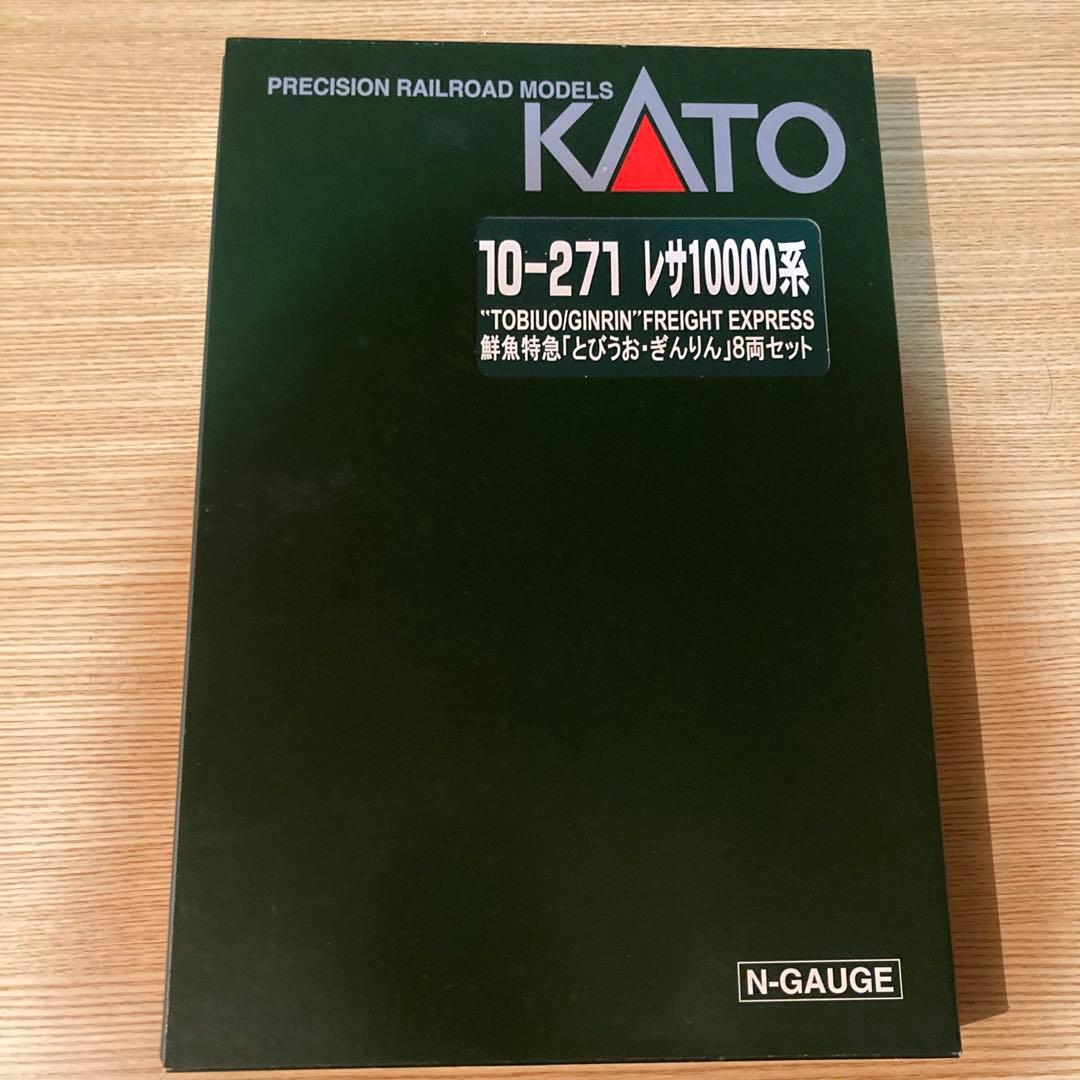 PRECISION RAILROAD MODELS
KATO
10-271 レサ10000系
"TOBIUO/GINRIN"FREIGHT EXPRESS
鮮魚特急「とびうお・ぎんりん」8両セット
N-GAUGE